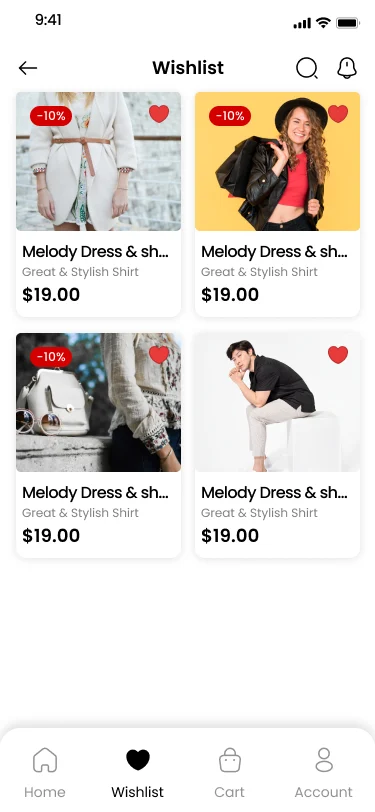 9:41
Wishlist
-10%
-10%
Melody Dress & sh...
Great & Stylish Shirt
$19.00
Melody Dress & sh...
Great & Stylish Shirt
$19.00
-10%
Melody Dress & sh...
Great & Stylish Shirt
$19.00
Melody Dress & sh...
Great & Stylish Shirt
$19.00
Home
Wishlist
Cart
Account